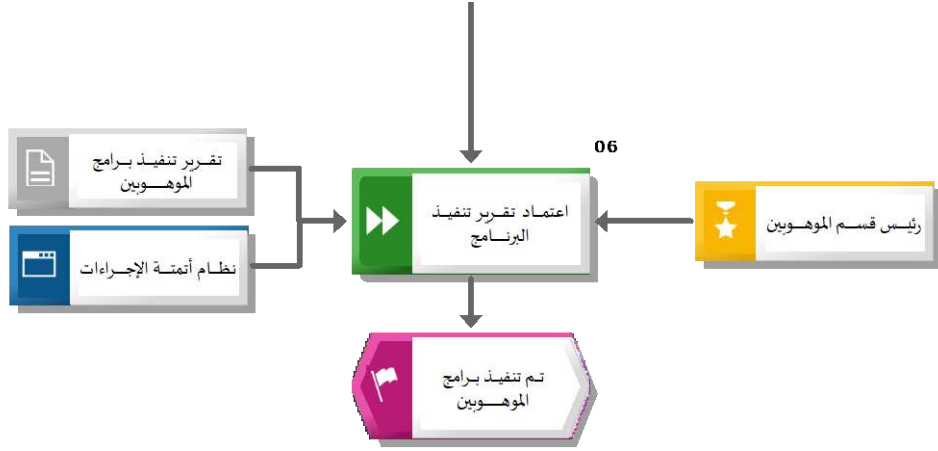 06
تقرير تنفيذ برامج
الموهوبين
اعتماد تقرير تنفيذ
البرنامج
رئيس قسم الموهوبين
نظام أتمتة الإجراءات
تم تنفيذ برامج
الموهوبين